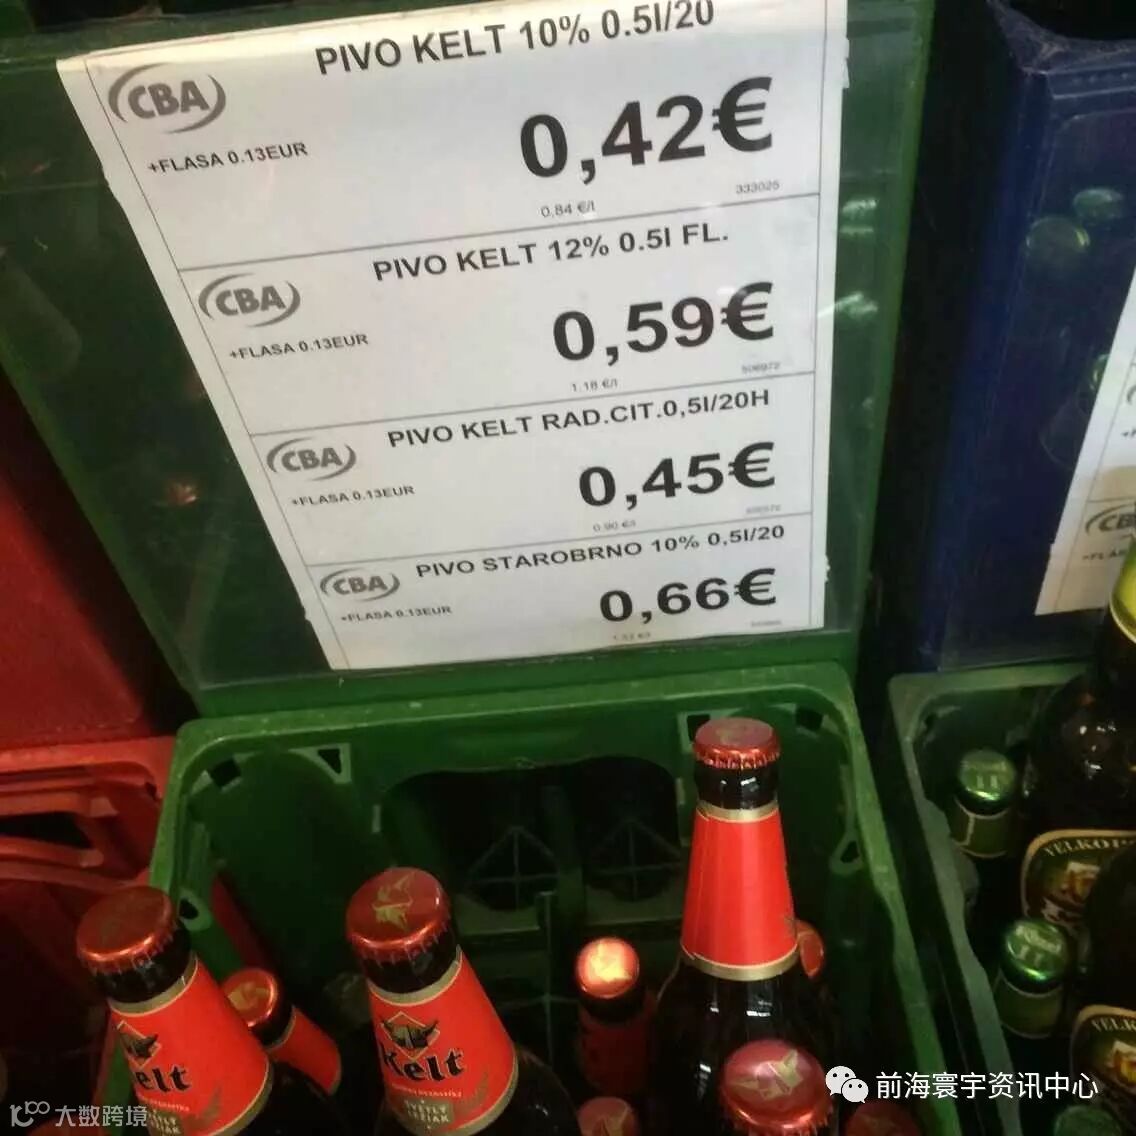 PIVO KELT 10% 0.5l/20
CBA
0,42€
+FLASA 0.13EUR
333025
0.84 €/l
PIVO KELT 12% 0.5l FL.
CBA
0,59€
+FLASA 0.13EUR
1.18 €/l
PIVO KELT RAD.CIT.0,5l/20H
CBA
0,45€
+FLASA 0.13EUR
0.90 €/l
PIVO STAROBRNO 10% 0,5l/20
CBA
0,66€
+FLASA 0.13EUR
CBA
Kelt
Kelt
前海寰宇资讯中心
大数跨境